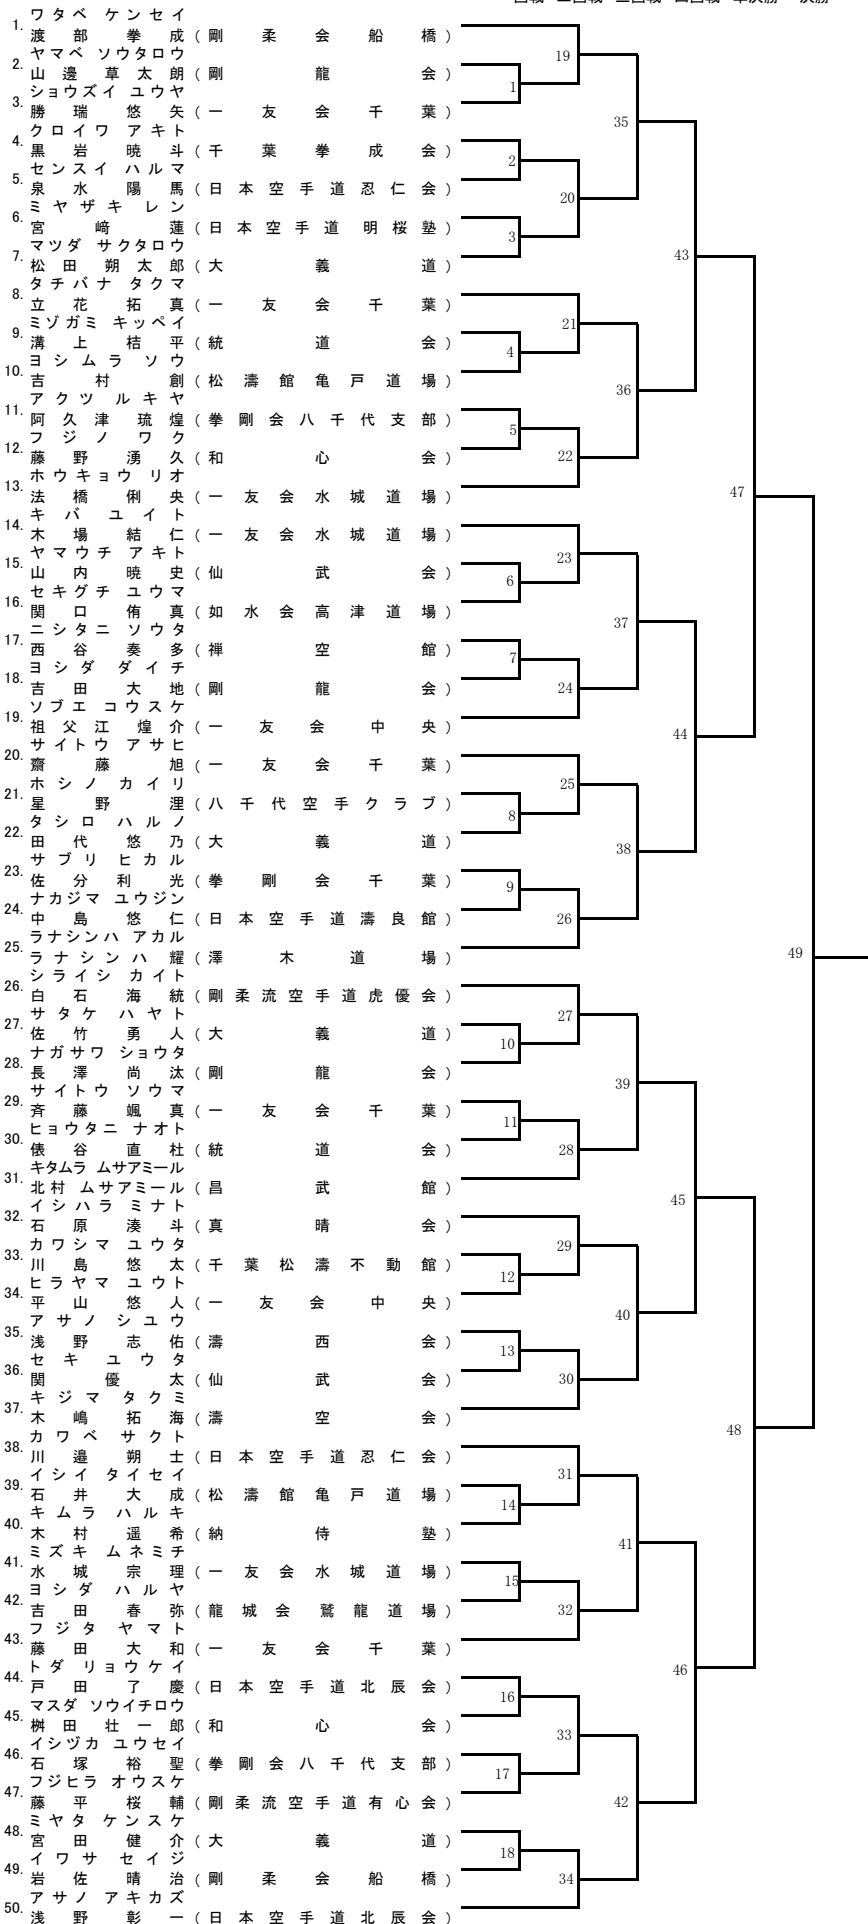 ワタベ ケンセイ
1. 渡部 拳成 (剛柔会船橋)
ヤマベ ソウタロウ
2. 山邊 草太朗 (剛龍会)
ショウズイ ユウヤ
3. 勝瑞 悠矢 (一友会千葉)
クロイワ アキト
4. 黒岩 暁斗 (千葉拳成会)
センスイ ハルマ
5. 泉水 陽馬 (日本空手道忍仁会)
ミヤザキ レン
6. 宮﨑 蓮 (日本空手道 明桜塾)
マツダ サクタロウ
7. 松田 朔太郎 (大義道)
タチバナ タクマ
8. 立花 拓真 (一友会千葉)
ミゾガミ キッペイ
9. 溝上 桔平 (統道会)
ヨシムラ ソウ
10. 吉村 創 (松濤館亀戸道場)
アクツ ルキヤ
11. 阿久津 琉煌 (拳剛会八千代支部)
フジノ ワク
12. 藤野 湧久 (和心会)
ホウキョウ リオ
13. 法橋 俐央 (一友会水城道場)
キバ ユイト
14. 木場 結仁 (一友会水城道場)
ヤマウチ アキト
15. 山内 暁史 (仙武会)
セキグチ ユウマ
16. 関口 侑真 (如水会高津道場)
ニシタニ ソウタ
17. 西谷 奏多 (禅空館)
ヨシダ ダイチ
18. 吉田 大地 (剛龍会)
ソブエ コウスケ
19. 祖父江 煌介 (一友会中央)
サイトウ アサヒ
20. 齋藤 旭 (一友会千葉)
ホシノ カイリ
21. 星野 浬 (八千代空手クラブ)
タシロ ハルノ
22. 田代 悠乃 (大義道)
サブリ ヒカル
23. 佐分利 光 (拳剛会千葉)
ナカジマ ユウジン
24. 中島 悠仁 (日本空手道濤良館)
ラナシンハ アカル
25. ラナシンハ 耀 (澤木道場)
シライシ カイト
26. 白石 海統 (剛柔流空手道虎優会)
サタケ ハヤト
27. 佐竹 勇人 (大義道)
ナガサワ ショウタ
28. 長澤 尚汰 (剛龍会)
サイトウ ソウマ
29. 斉藤 颯真 (一友会千葉)
ヒョウタニ ナオト
30. 俵谷 直杜 (統道会)
キタムラ ムサアミール
31. 北村 ムサアミール (昌武館)
イシハラ ミナト
32. 石原 湊斗 (真晴会)
カワシマ ユウタ
33. 川島 悠太 (千葉松濤不動館)
ヒラヤマ ユウト
34. 平山 悠人 (一友会中央)
アサノ シユウ
35. 浅野 志佑 (濤西会)
セキ ユウタ
36. 関 優太 (仙武会)
キジマ タクミ
37. 木嶋 拓海 (濤空会)
カワベ サクト
38. 川邉 朔士 (日本空手道忍仁会)
イシイ タイセイ
39. 石井 大成 (松濤館亀戸道場)
キムラ ハルキ
40. 木村 遥希 (納侍塾)
ミズキ ムネミチ
41. 水城 宗理 (一友会水城道場)
ヨシダ ハルヤ
42. 吉田 春弥 (龍城会 鷲龍道場)
フジタ ヤマト
43. 藤田 大和 (一友会千葉)
トダ リョウケイ
44. 戸田 了慶 (日本空手道北辰会)
マスダ ソウイチロウ
45. 桝田 壮一郎 (和心会)
イシヅカ ユウセイ
46. 石塚 裕聖 (拳剛会八千代支部)
フジヒラ オウスケ
47. 藤平 桜輔 (剛柔流空手道有心会)
ミヤタ ケンスケ
48. 宮田 健介 (大義道)
イワサ セイジ
49. 岩佐 晴治 (剛柔会船橋)
アサノ アキカズ
50. 浅野 彰一 (日本空手道北辰会)
1
2
3
4
5
6
7
8
9
10
11
12
13
14
15
16
17
18
19
20
21
22
23
24
25
26
27
28
29
30
31
32
33
34
35
36
37
38
39
40
41
42
43
44
45
46
47
48
49